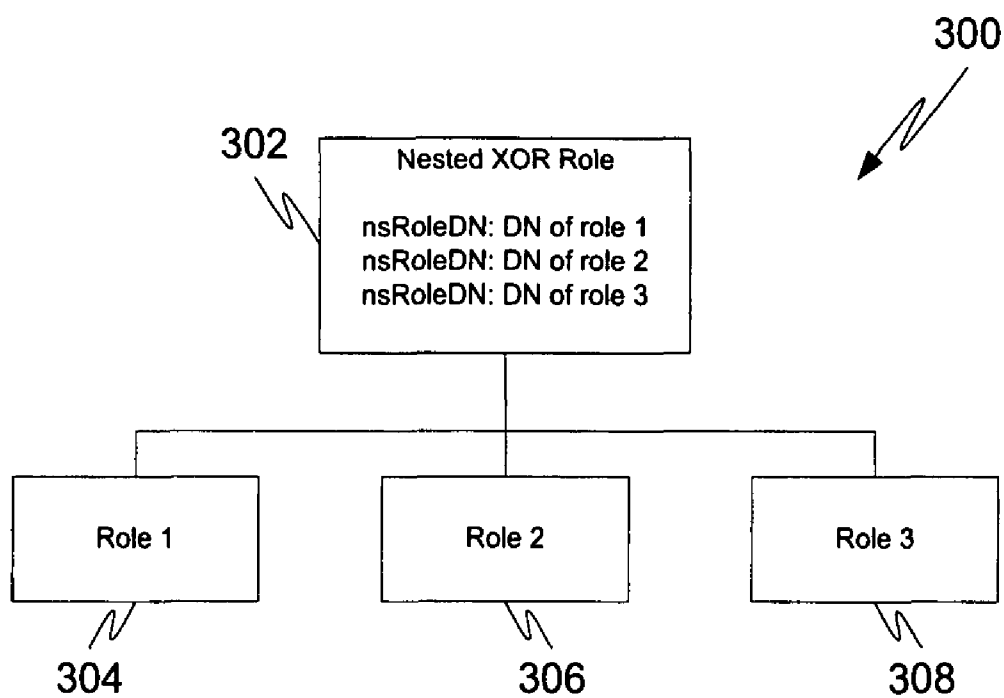 300
302
Nested XOR Role
nsRoleDN: DN of role 1
nsRoleDN: DN of role 2
nsRoleDN: DN of role 3
Role 1
Role 2
Role 3
304
306
308